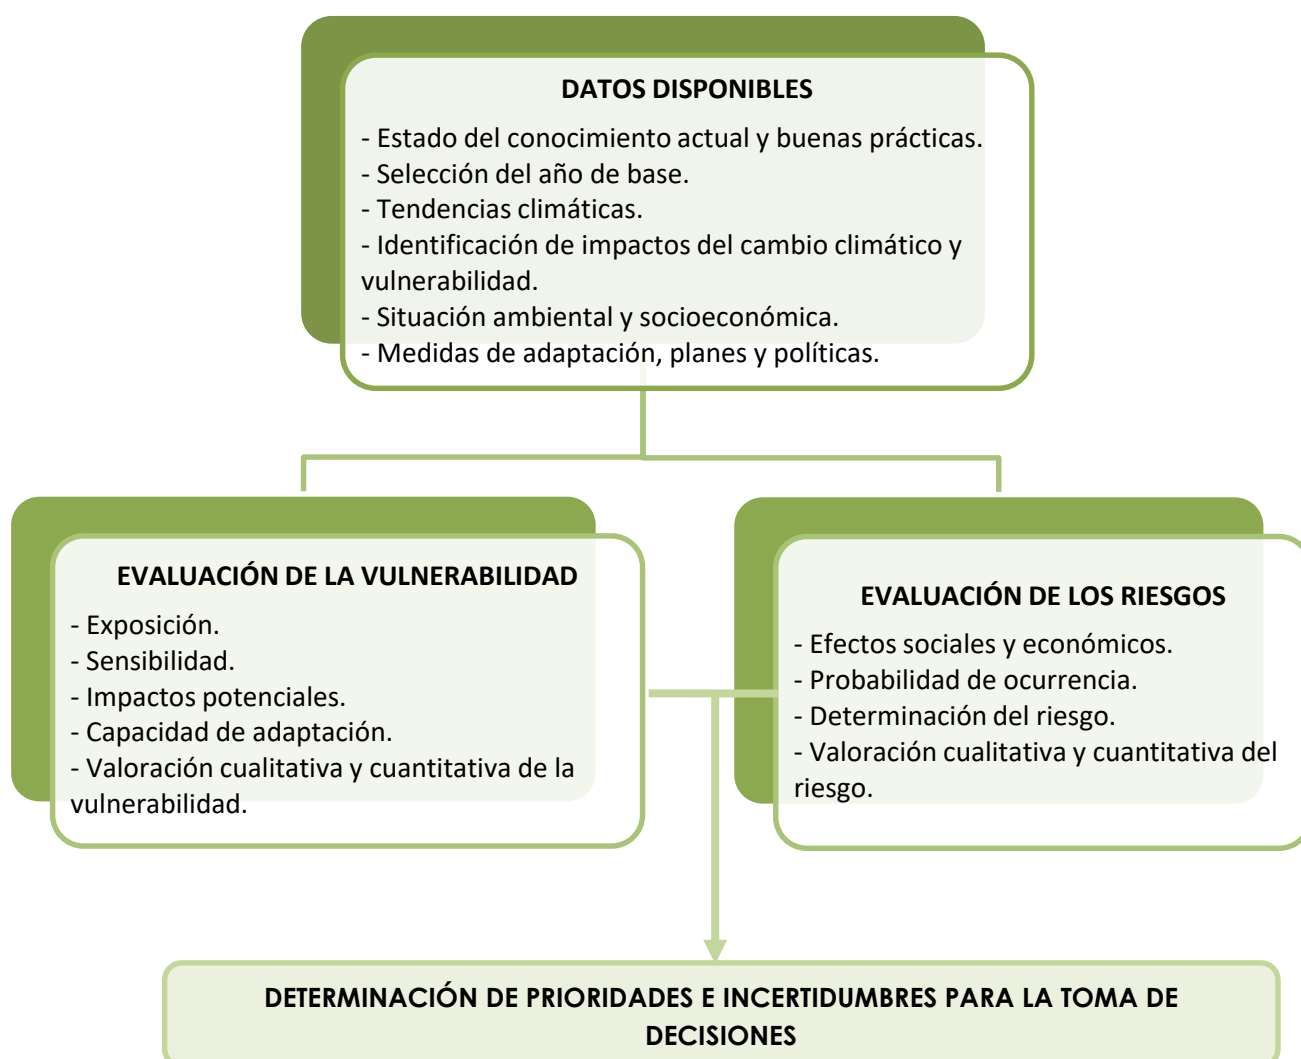 DATOS DISPONIBLES
- Estado del conocimiento actual y buenas prácticas.
- Selección del año de base.
- Tendencias climáticas.
- Identificación de impactos del cambio climático y
vulnerabilidad.
- Situación ambiental y socioeconómica.
- Medidas de adaptación, planes y políticas.
EVALUACIÓN DE LA VULNERABILIDAD
- Exposición.
- Sensibilidad.
- Impactos potenciales.
- Capacidad de adaptación.
- Valoración cualitativa y cuantitativa de la
vulnerabilidad.
EVALUACIÓN DE LOS RIESGOS
- Efectos sociales y económicos.
- Probabilidad de ocurrencia.
- Determinación del riesgo.
- Valoración cualitativa y cuantitativa del
riesgo.
DETERMINACIÓN DE PRIORIDADES E INCERTIDUMBRES PARA LA TOMA DE
DECISIONES